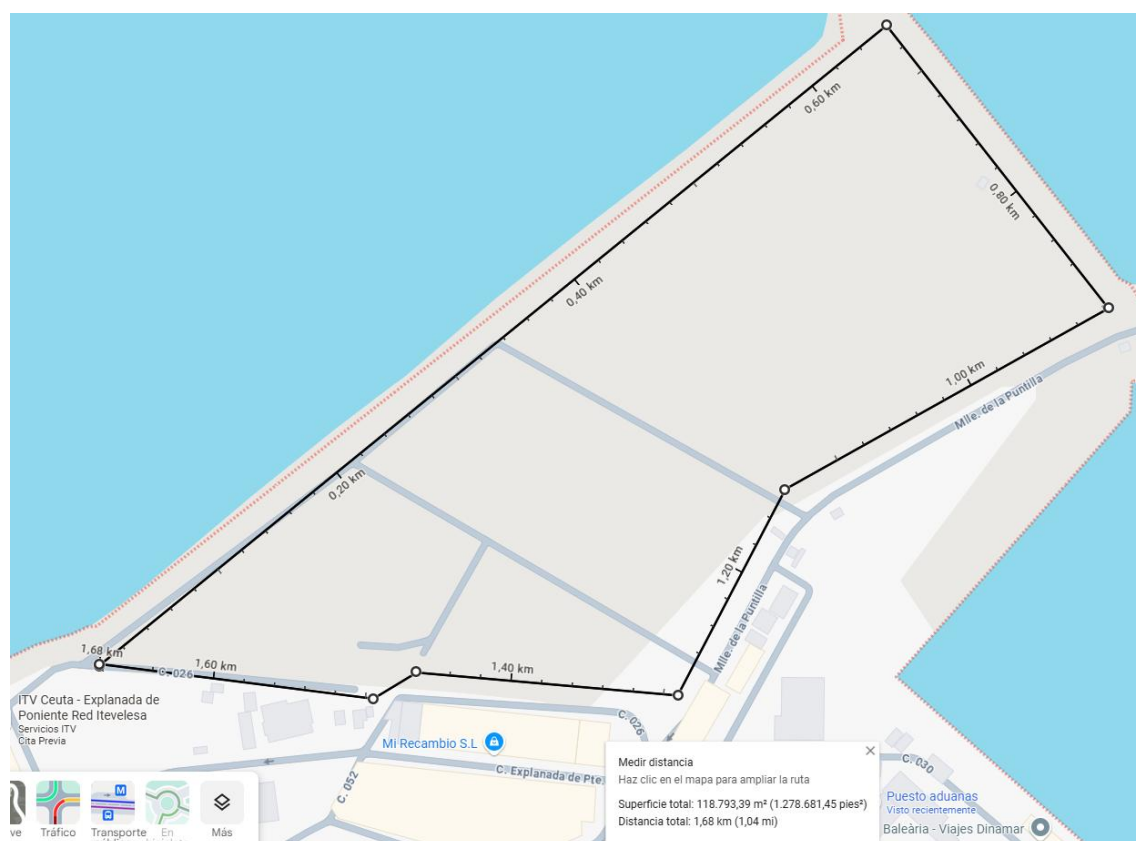 0,60 km
0,80 km
0,40 km
1,00 km
Mlle. de la Puntilla
0,20 km
1,20 km
Mlle. de la Puntilla
1,68 km
1,60 km
C. 026
1,40 km
ITV Ceuta - Explanada de
Poniente Red Itevelesa
Servicios ITV
Cita Previa
C. 026
Mi Recambio S.L
C. Explanada de Pte.
C. 052
C. 030
Medir distancia
Haz clic en el mapa para ampliar la ruta
Superficie total: 118.793,39 m² (1.278.681,45 pies²)
Distancia total: 1,68 km (1,04 mi)
Puesto aduanas
Visto recientemente
Baleària - Viajes Dinamar
ve
Tráfico
M
Transporte
En
Más